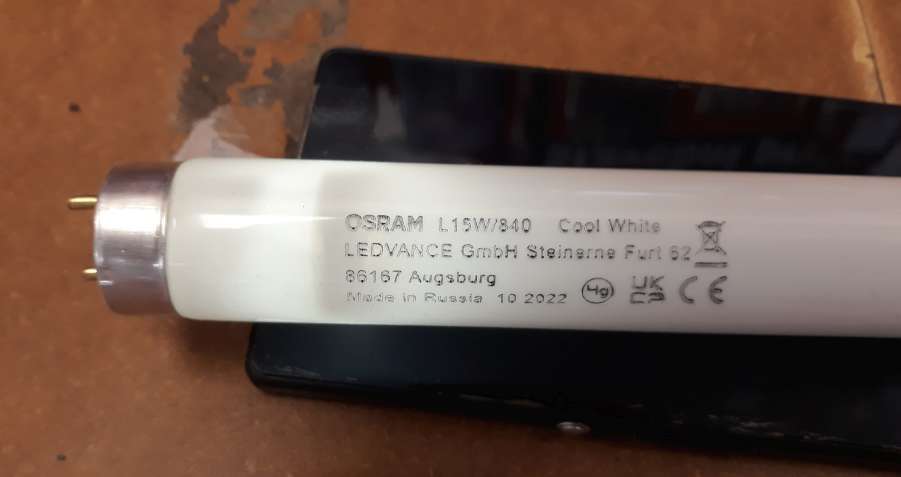 OSRAM L15W/840 Cool White
LEDVANCE GmbH Steinerne Furt 62
86167 Augsburg
Made in Russia 10 2022 Hg UK CA CE